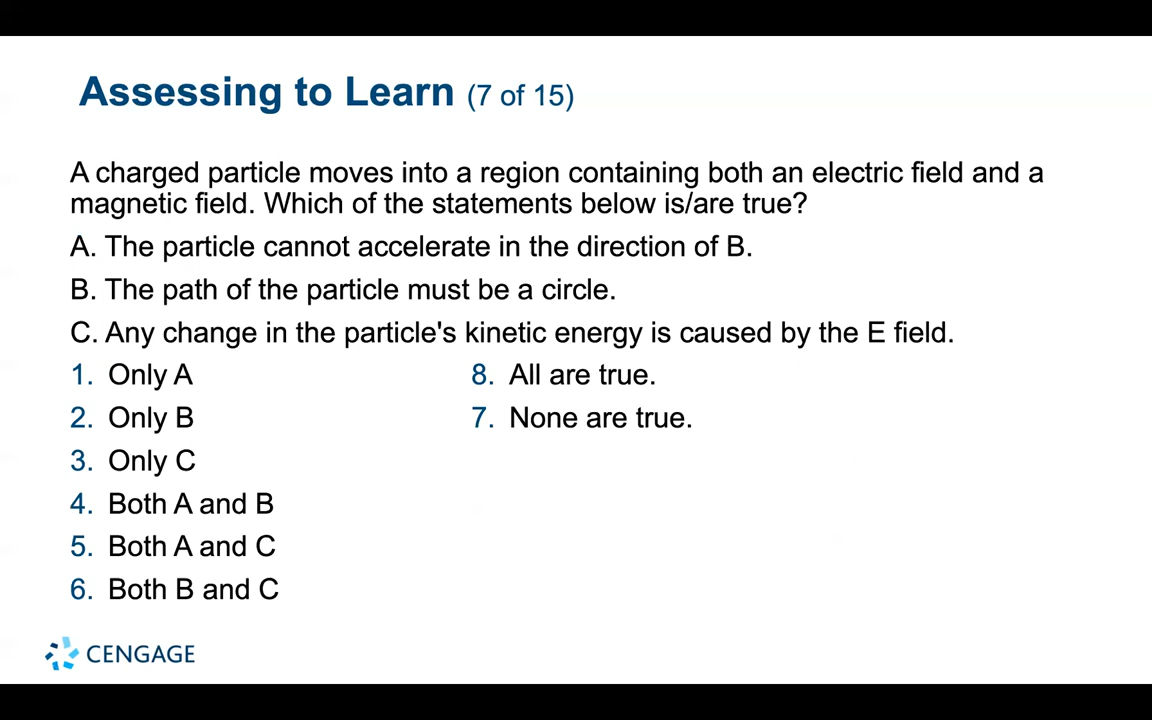 Assessing to Learn (7 of 15)
A charged particle moves into a region containing both an electric field and a
magnetic field. Which of the statements below is/are true?
A. The particle cannot accelerate in the direction of B.
B. The path of the particle must be a circle.
C. Any change in the particle's kinetic energy is caused by the E field.
1. Only A
2. Only B
3. Only C
4. Both A and B
5. Both A and C
6. Both B and C
8. All are true.
7. None are true.
CENGAGE